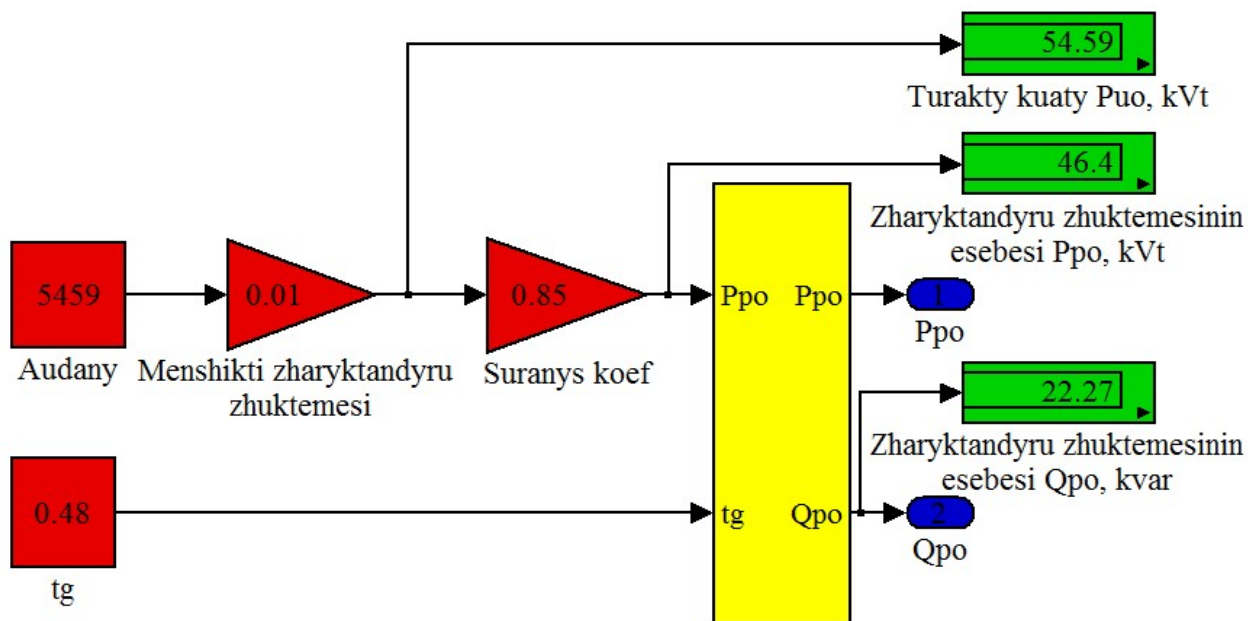 54.59
Turakty kuaty Puo, kVt
46.4
Zharyktandyru zhuktemesinin
esebesi Ppo, kVt
5459
0.01
0.85
Ppo
Ppo
1
Audany
Menshikti zharyktandyru
zhuktemesi
Suranys koef
Ppo
22.27
Zharyktandyru zhuktemesinin
esebesi Qpo, kvar
0.48
tg
Qpo
2
Qpo
tg